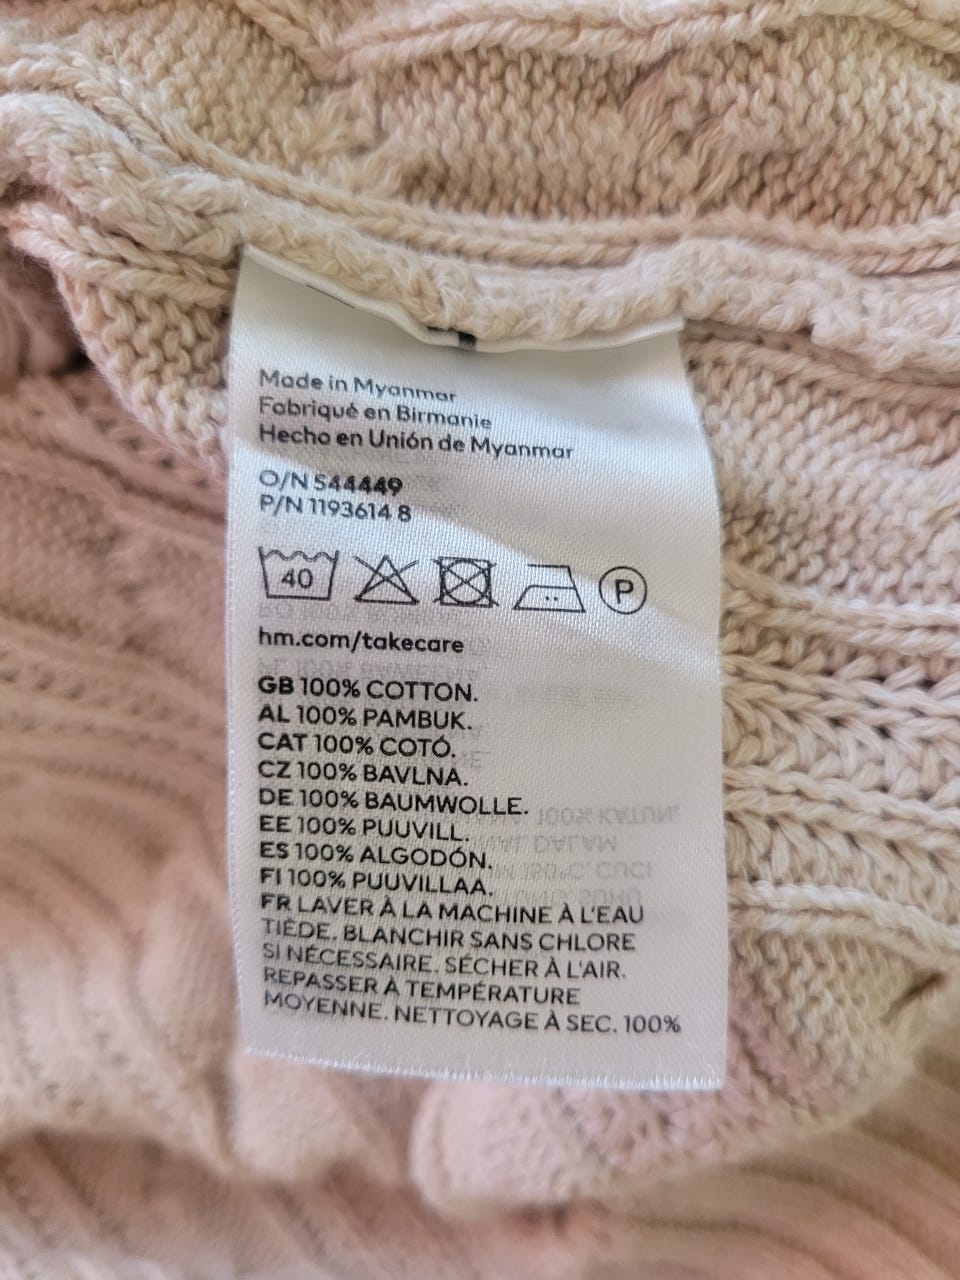 Made in Myanmar
Fabriqué en Birmanie
Hecho en Unión de Myanmar
O/N 544449
P/N 1193614 8
40 P
hm.com/takecare
GB 100% COTTON.
AL 100% PAMBUK.
CAT 100% COTÓ.
CZ 100% BAVLNA.
DE 100% BAUMWOLLE.
EE 100% PUUVILL.
ES 100% ALGODÓN.
FI 100% PUUVILLAA.
FR LAVER À LA MACHINE À L'EAU
TIÈDE. BLANCHIR SANS CHLORE
SI NÉCESSAIRE. SÉCHER À L'AIR.
REPASSER À TEMPÉRATURE
MOYENNE. NETTOYAGE À SEC. 100%